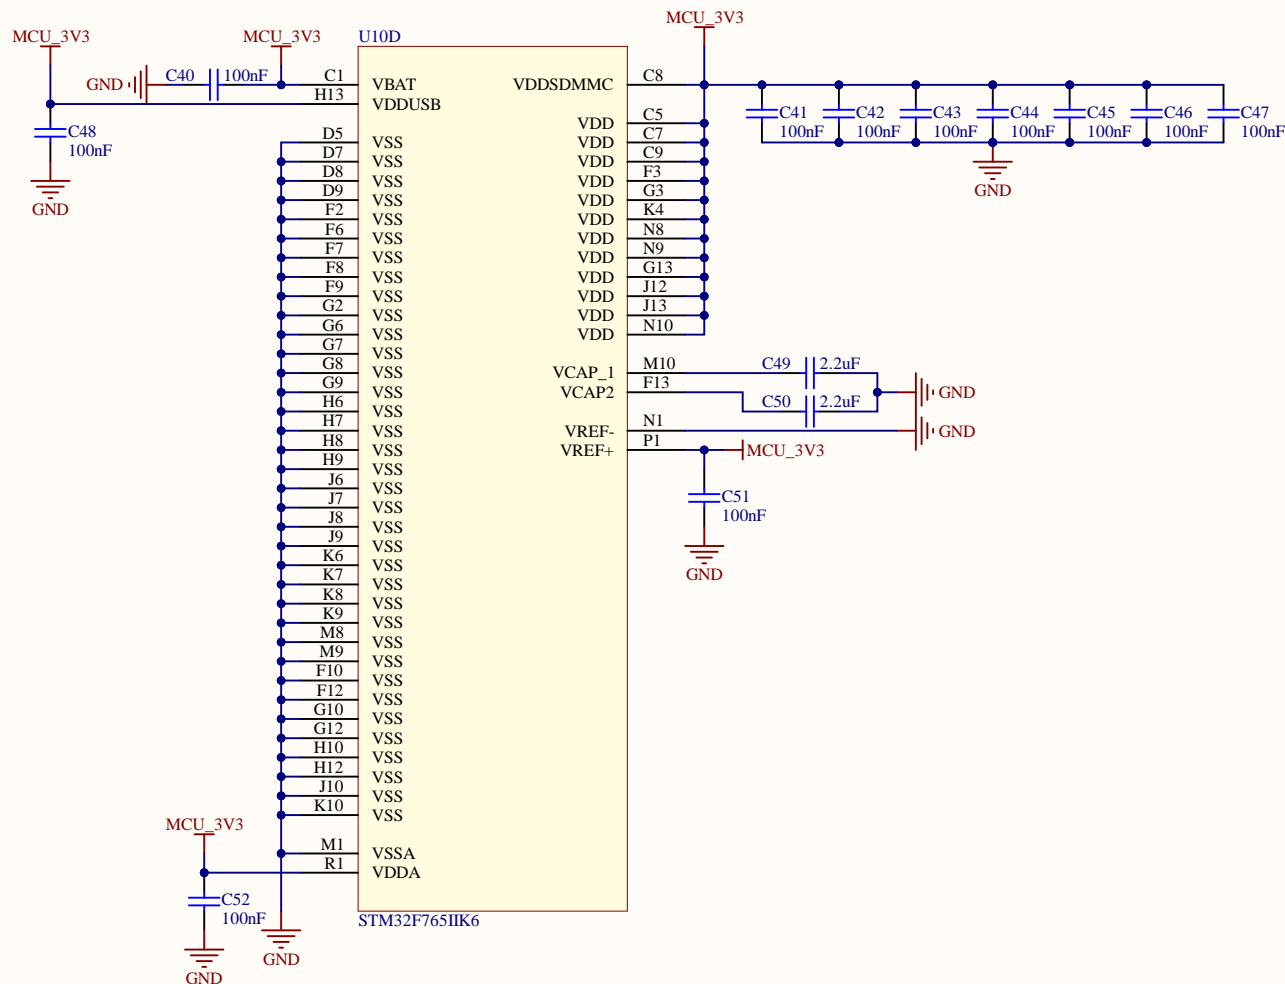 MCU_3V3
MCU_3V3
MCU_3V3
U10D
GND
C40
100nF
C1
VBAT
H13
VDDUSB
C48
100nF
GND
D5
VSS
D7
VSS
D8
VSS
D9
VSS
F2
VSS
F6
VSS
F7
VSS
F8
VSS
F9
VSS
G2
VSS
G6
VSS
G7
VSS
G8
VSS
G9
VSS
H6
VSS
H7
VSS
H8
VSS
H9
VSS
J6
VSS
J7
VSS
J8
VSS
J9
VSS
K6
VSS
K7
VSS
K8
VSS
K9
VSS
M8
VSS
M9
VSS
F10
VSS
F12
VSS
G10
VSS
G12
VSS
H10
VSS
H12
VSS
J10
VSS
K10
VSS
M1
VSSA
R1
VDDA
MCU_3V3
C52
100nF
GND
GND
STM32F765IIK6
VDDSDMMC
C8
VDD
C5
VDD
C7
VDD
C9
VDD
F3
VDD
G3
VDD
K4
VDD
N8
VDD
N9
VDD
G13
VDD
J12
VDD
J13
VDD
N10
C41
100nF
C42
100nF
C43
100nF
C44
100nF
C45
100nF
C46
100nF
C47
100nF
GND
VCAP_1
M10
C49
2.2uF
VCAP2
F13
C50
2.2uF
GND
VREF-
N1
GND
VREF+
P1
MCU_3V3
C51
100nF
GND